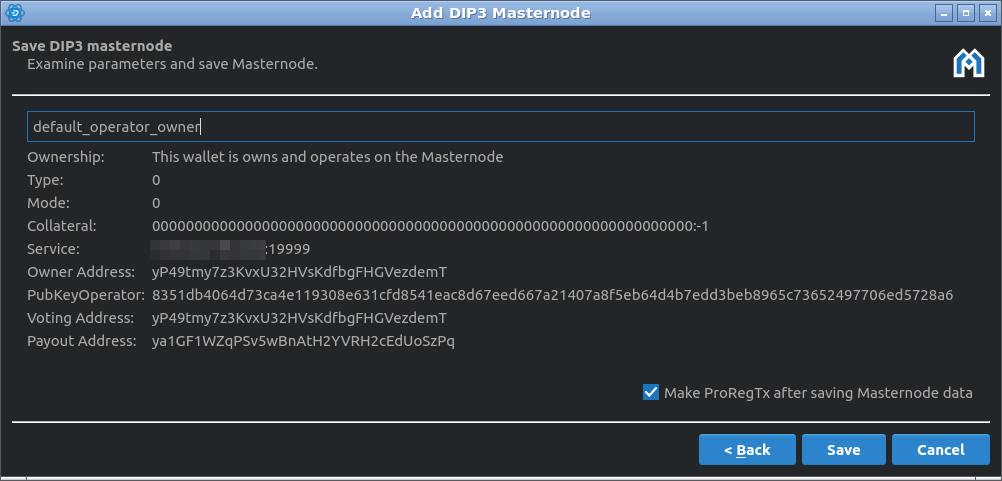 Add DIP3 Masternode
Save DIP3 masternode
Examine parameters and save Masternode.
default_operator_owner
Ownership: This wallet is owns and operates on the Masternode
Type: 0
Mode: 0
Collateral: 0000000000000000000000000000000000000000000000000000000000000000:-1
Service: :19999
Owner Address: yP49tmy7z3KvxU32HVsKdfbgFHGVezdemT
PubKeyOperator: 8351db4064d73ca4e119308e631cfd8541eac8d67eed667a21407a8f5eb64d4b7edd3beb8965c73652497706ed5728a6
Voting Address: yP49tmy7z3KvxU32HVsKdfbgFHGVezdemT
Payout Address: ya1GF1WZqPSv5wBnAtH2YVRH2cEdUoSzPq
Make ProRegTx after saving Masternode data
< Back Save Cancel